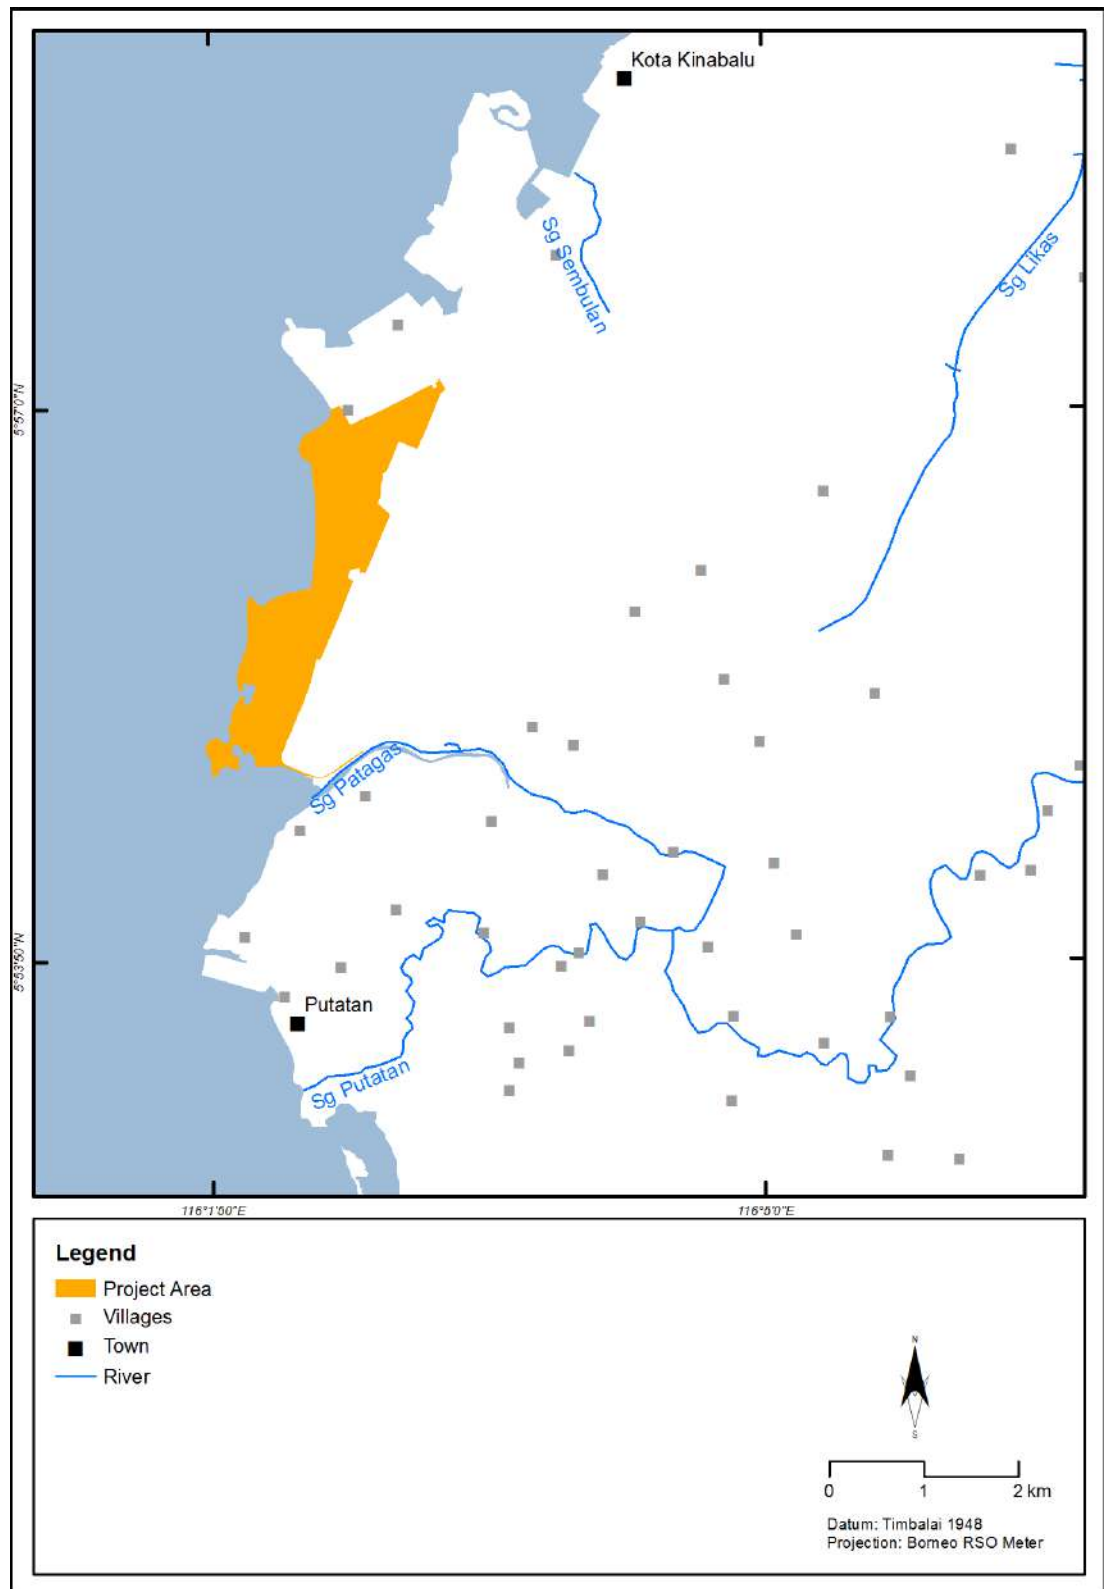 Kota Kinabalu
Sg Sembulan
Sg Likas
5°57'0"N
Sg Patagas
5°53'50"N
Putatan
Sg Putatan
116°1'50"E
116°5'0"E
Legend
Project Area
Villages
Town
River
N
S
0 1 2 km
Datum: Timbalai 1948
Projection: Borneo RSO Meter